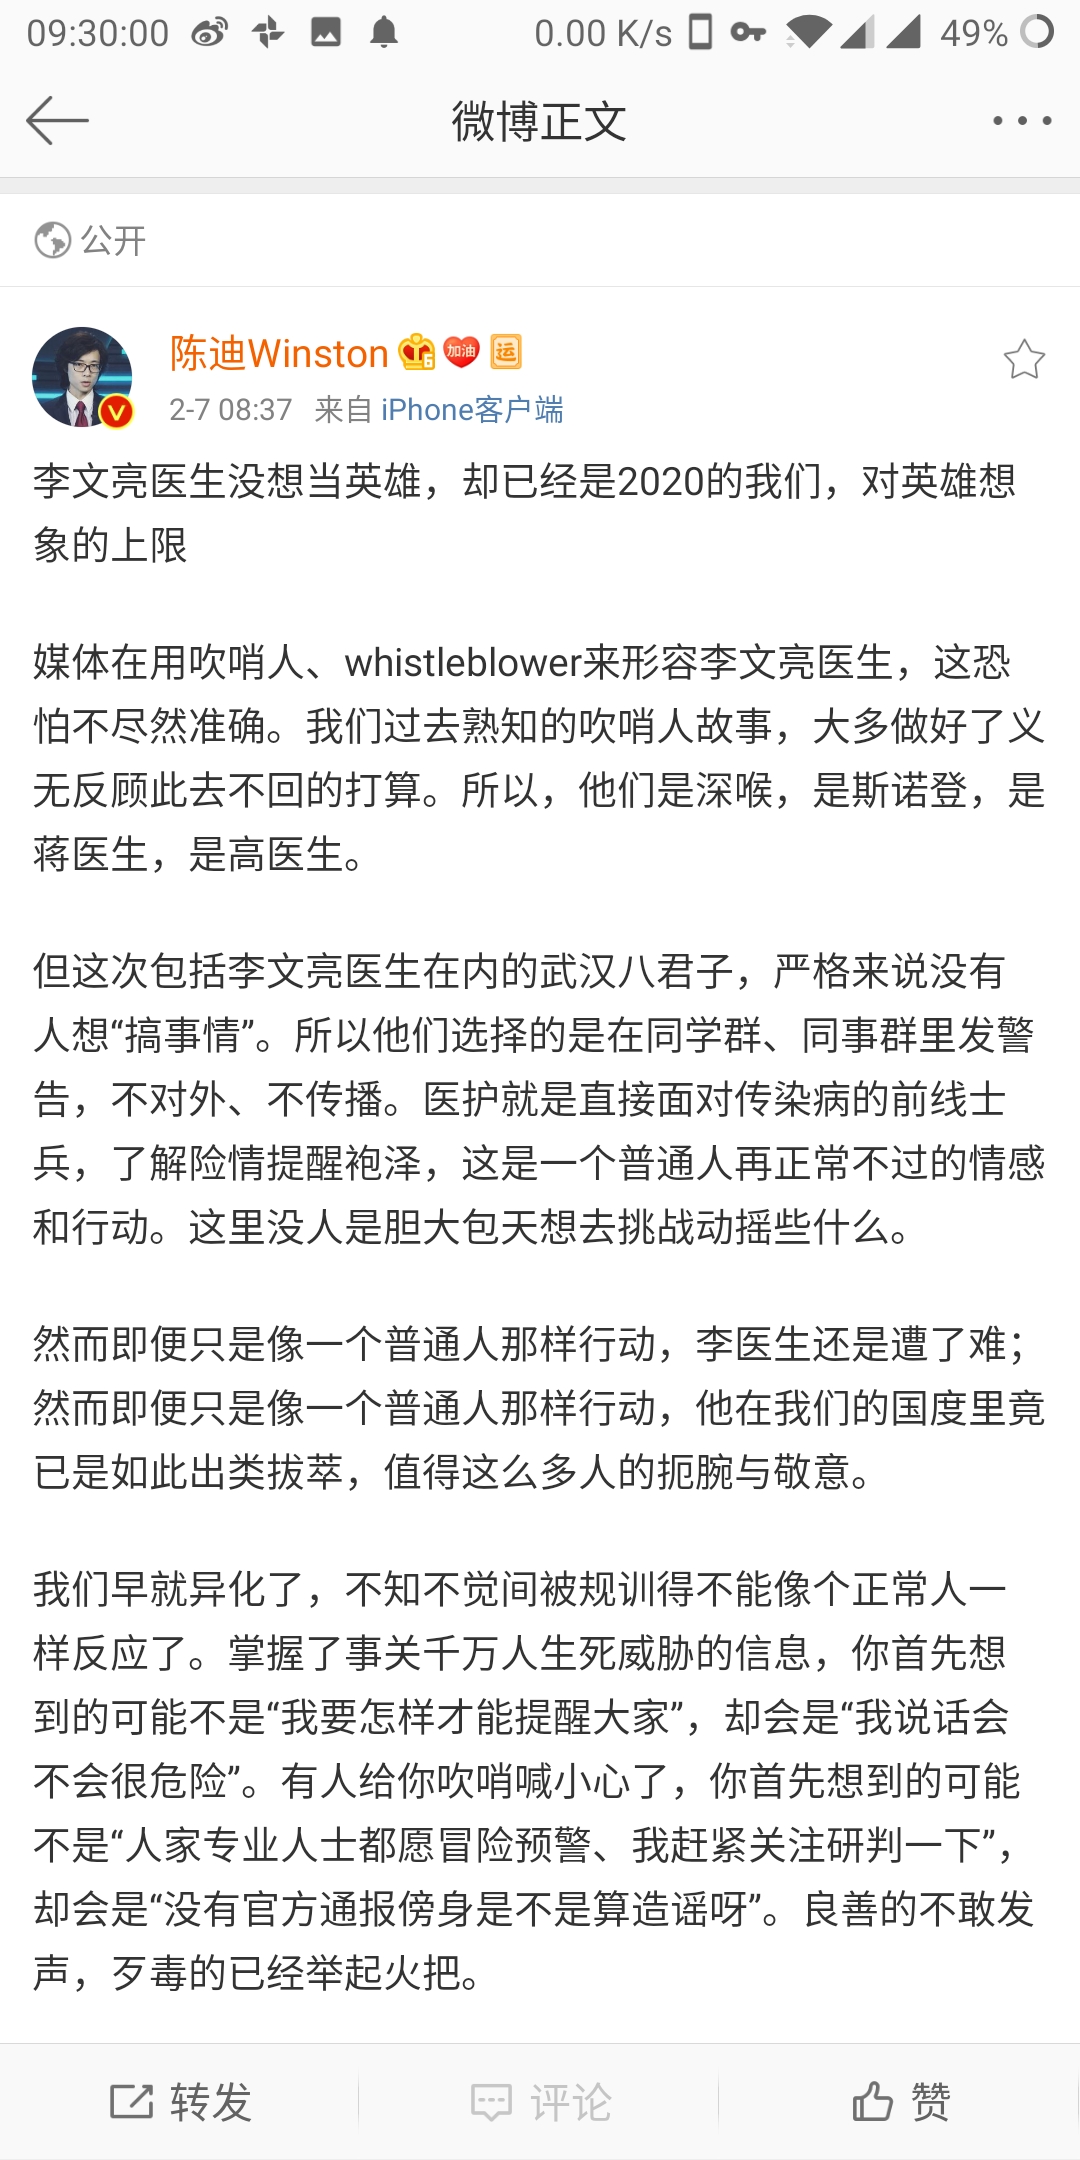 09:30:00 0.00 K/s 49%
微博正文
公开
陈迪Winston 6 加油 运
2-7 08:37 来自 iPhone客户端
李文亮医生没想当英雄，却已经是2020的我们，对英雄想
象的上限
媒体在用吹哨人、whistleblower来形容李文亮医生，这恐
怕不尽然准确。我们过去熟知的吹哨人故事，大多做好了义
无反顾此去不回的打算。所以，他们是深喉，是斯诺登，是
蒋医生，是高医生。
但这次包括李文亮医生在内的武汉八君子，严格来说没有
人想“搞事情”。所以他们选择的是在同学群、同事群里发警
告，不对外、不传播。医护就是直接面对传染病的前线士
兵，了解险情提醒袍泽，这是一个普通人再正常不过的情感
和行动。这里没人是胆大包天想去挑战动摇些什么。
然而即便只是像一个普通人那样行动，李医生还是遭了难；
然而即便只是像一个普通人那样行动，他在我们的国度里竟
已是如此出类拔萃，值得这么多人的扼腕与敬意。
我们早就异化了，不知不觉间被规训得不能像个正常人一
样反应了。掌握了事关千万人生死威胁的信息，你首先想
到的可能不是“我要怎样才能提醒大家”，却会是“我说话会
不会很危险”。有人给你吹哨喊小心了，你首先想到的可能
不是“人家专业人士都愿冒险预警、我赶紧关注研判一下”，
却会是“没有官方通报傍身是不是算造谣呀”。良善的不敢发
声，歹毒的已经举起火把。
转发 评论 赞